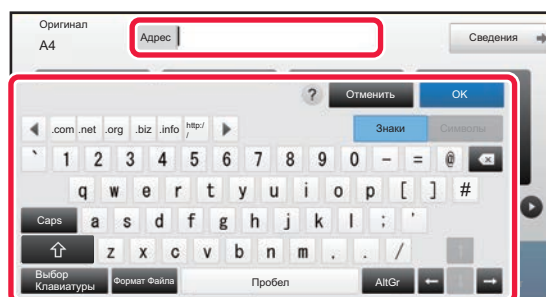 Оригинал
A4
Адрес
Сведения
? Отменить OK
.com .net .org .biz .info http:/
/
Знаки Символы
` 1 2 3 4 5 6 7 8 9 0 - = @
q w e r t y u i o p [ ] #
Caps a s d f g h j k l ; '
z x c v b n m . . /
Выбор
Клавиатуры
Формат Файла Пробел AltGr